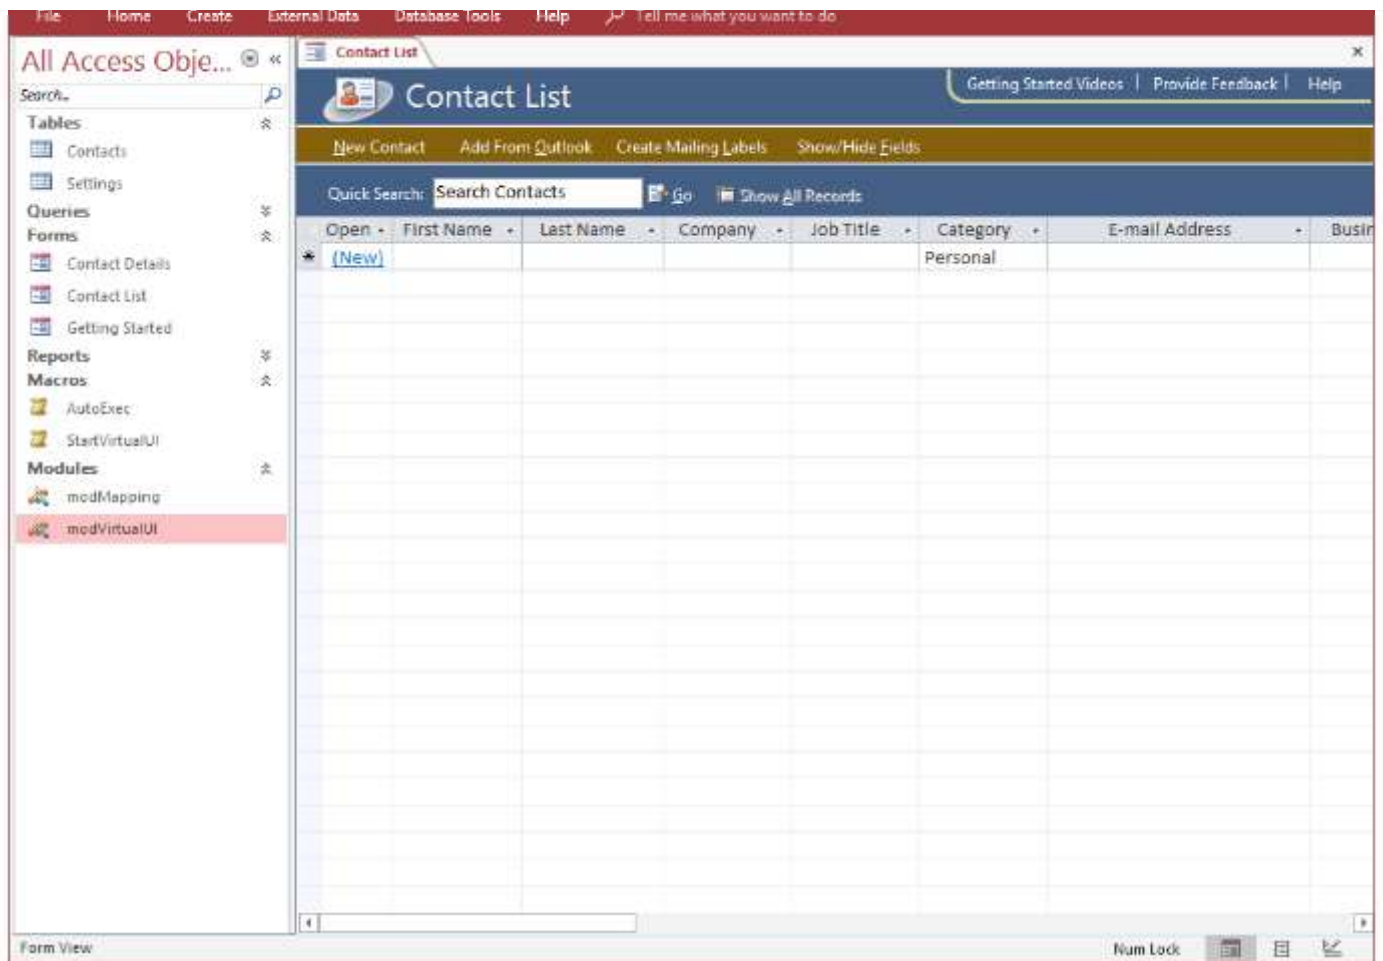 File Home Create External Data Database Tools Help Tell me what you want to do
All Access Obje...
Search..
Tables
Contacts
Settings
Queries
Forms
Contact Details
Contact List
Getting Started
Reports
Macros
AutoExec
StartVirtualUI
Modules
modMapping
modVirtualUI
Contact List
Contact List
Getting Started Videos | Provide Feedback | Help
New Contact Add From Outlook Create Mailing Labels Show/Hide Fields
Quick Search: Search Contacts Go Show All Records
Open First Name Last Name Company Job Title Category E-mail Address Busin
(New) Personal
Form View Num Lock